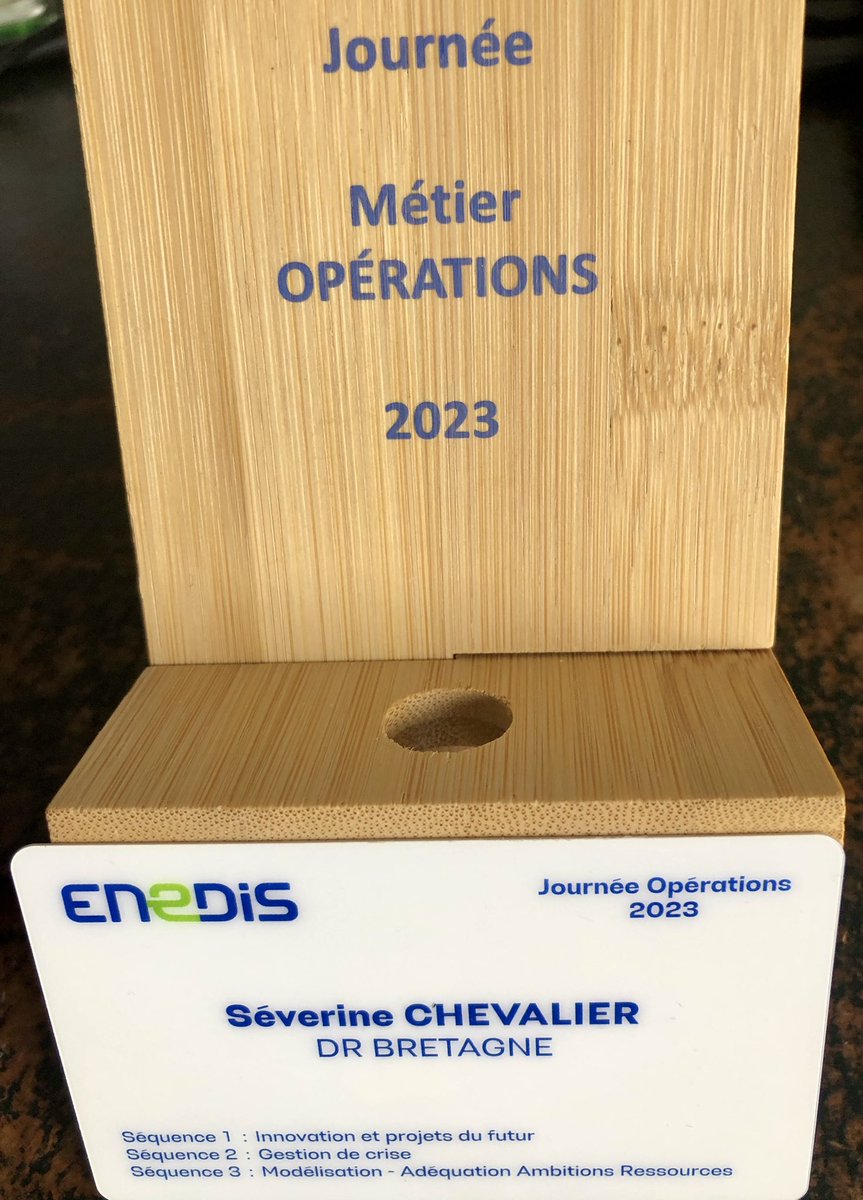 Journée
Métier
OPÉRATIONS
2023
ENEDIS
Journée Opérations
2023
Séverine CHEVALIER
DR BRETAGNE
Séquence 1 : Innovation et projets du futur
Séquence 2 : Gestion de crise
Séquence 3 : Modélisation - Adéquation Ambitions Ressources